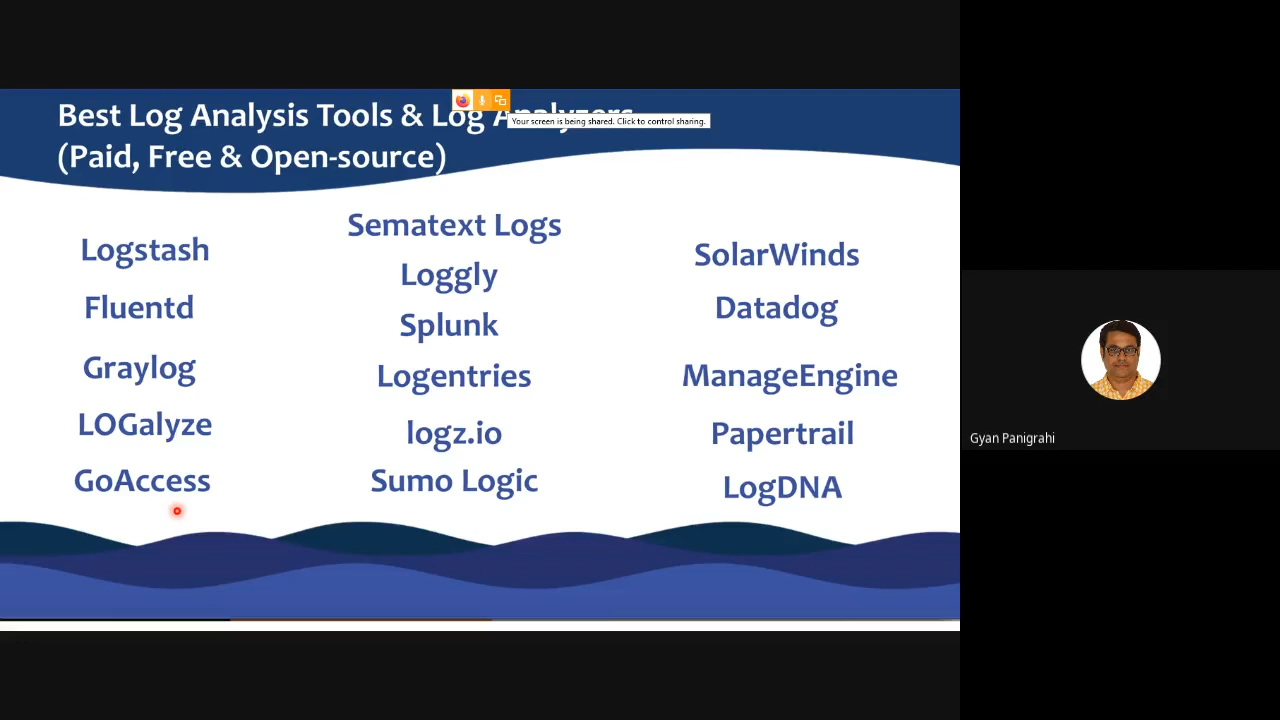 Best Log Analysis Tools & Log Analyzers
(Paid, Free & Open-source)
Your screen is being shared. Click to control sharing.
Logstash
Fluentd
Graylog
LOGalyze
GoAccess
Sematext Logs
Loggly
Splunk
Logentries
logz.io
Sumo Logic
SolarWinds
Datadog
ManageEngine
Papertrail
LogDNA
Gyan Panigrahi